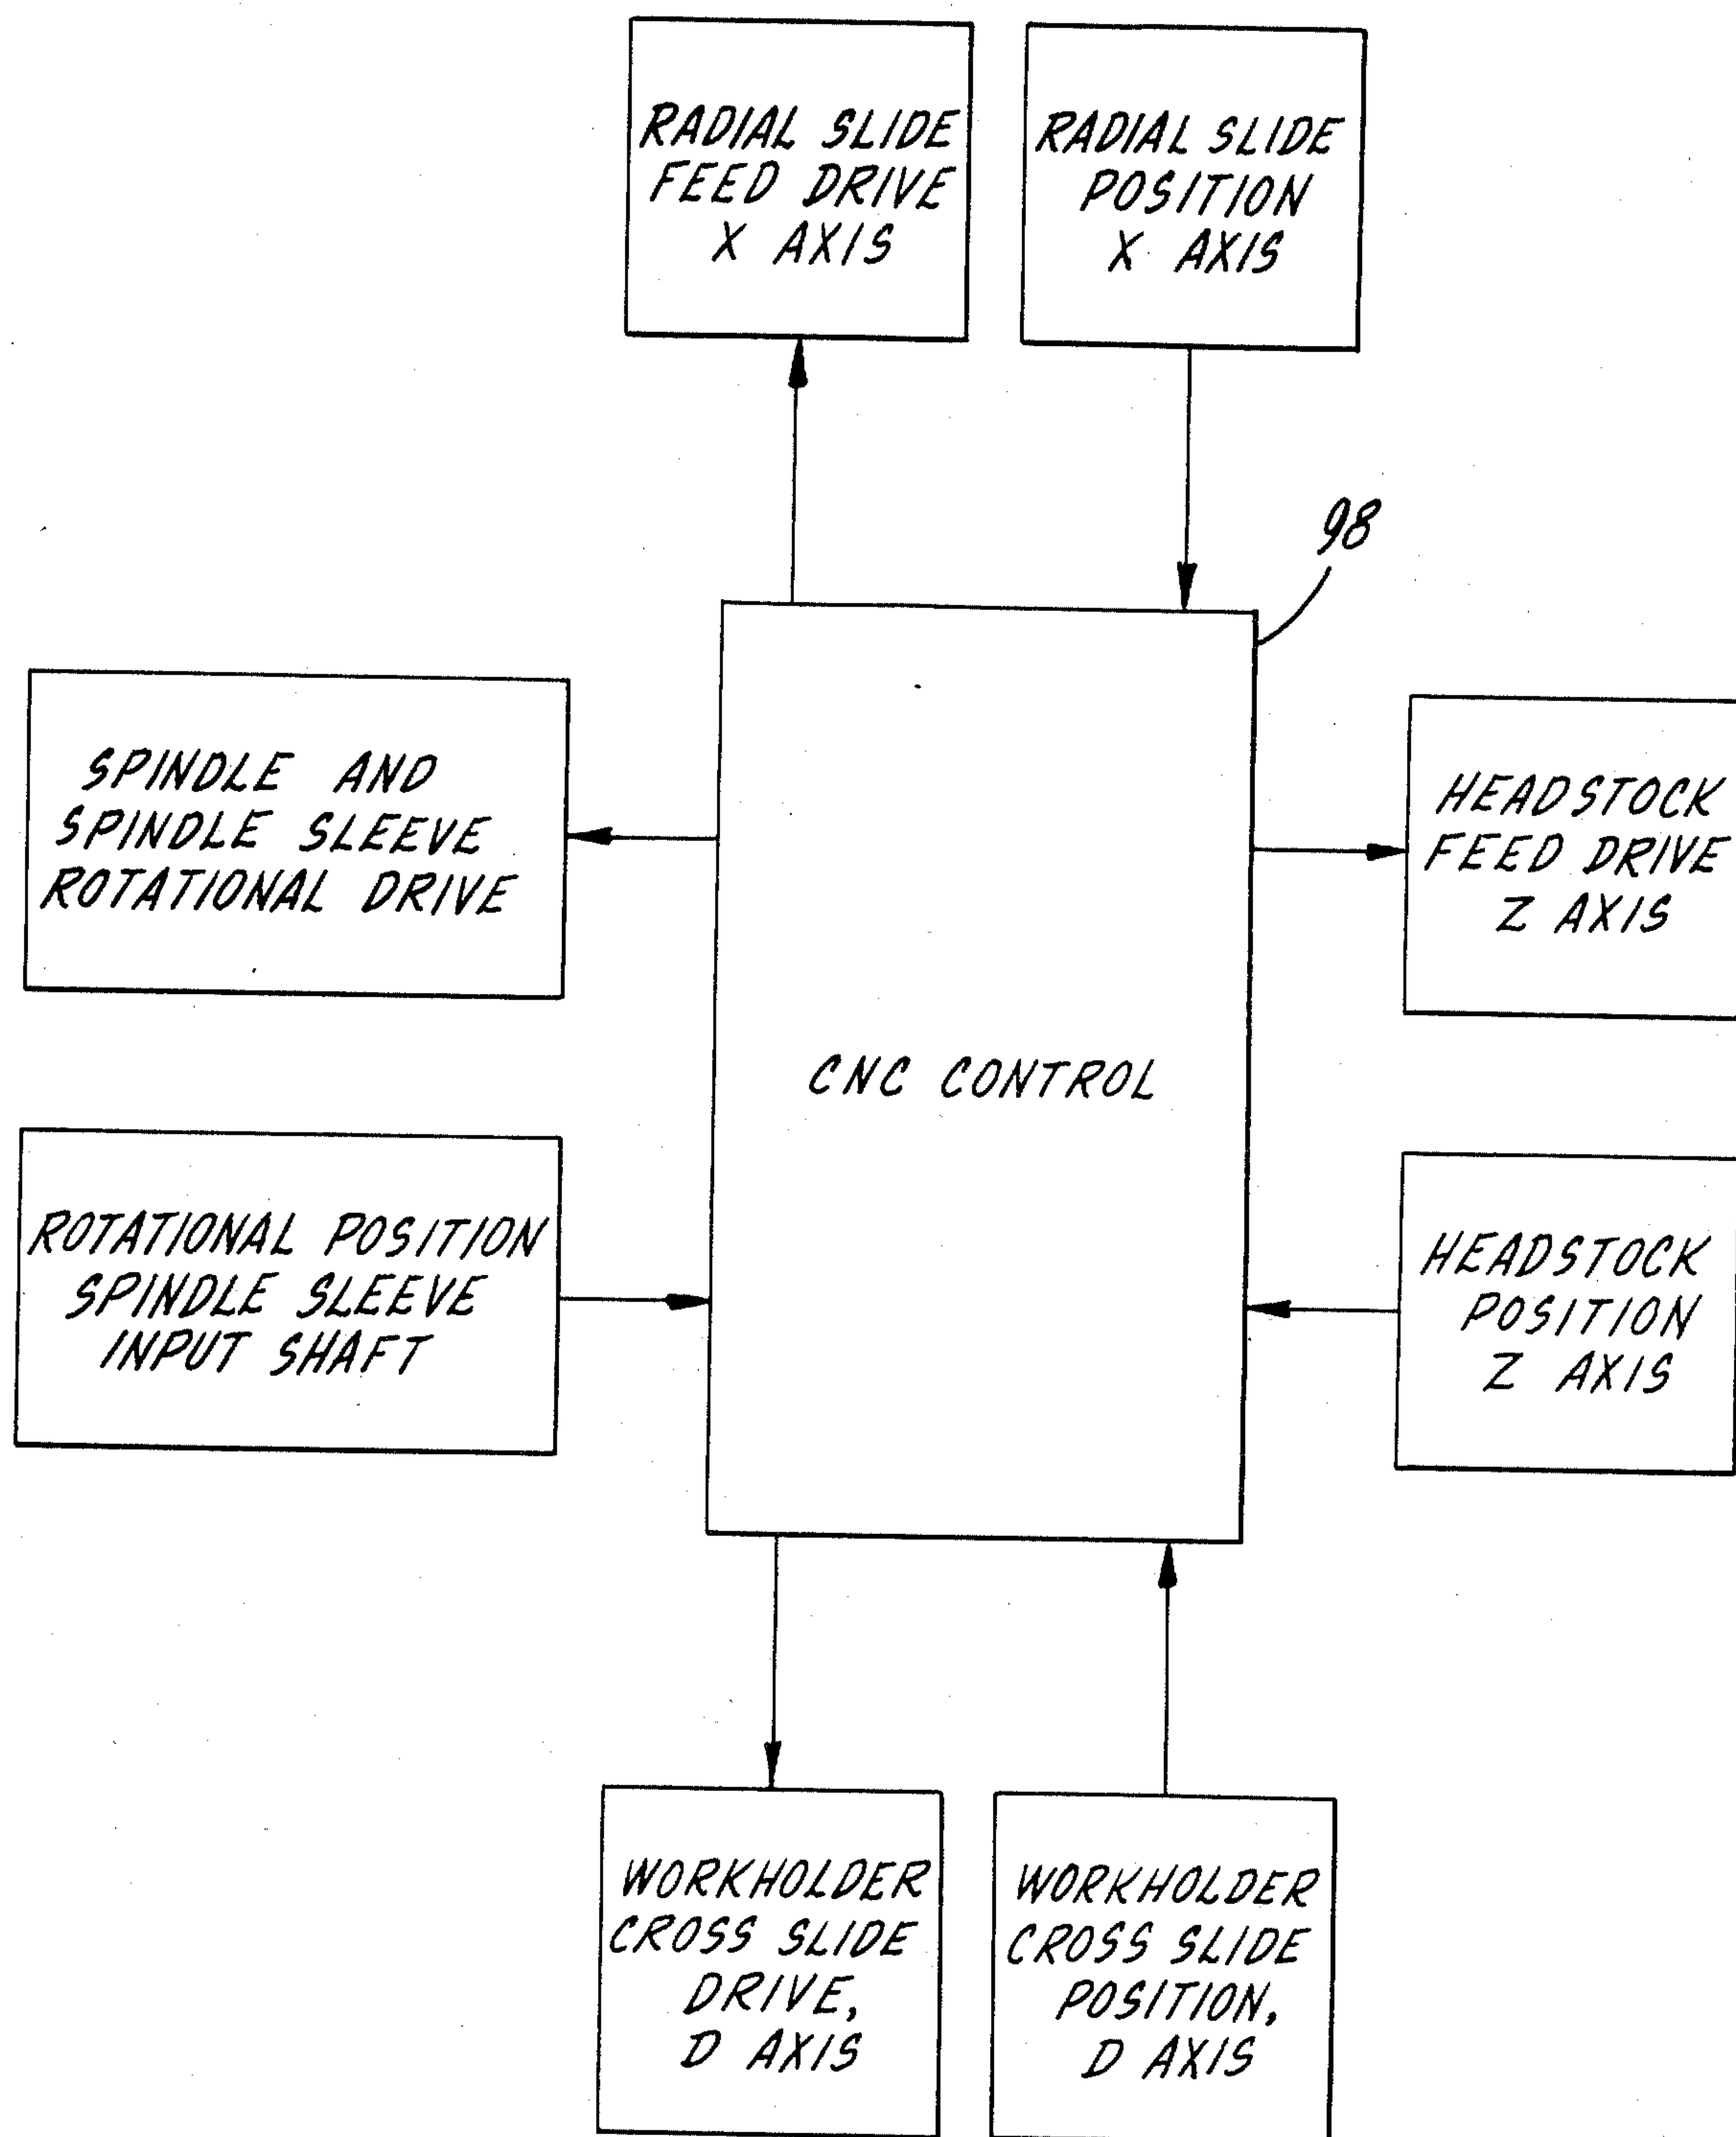 RADIAL SLIDE
FEED DRIVE
X AXIS
RADIAL SLIDE
POSITION
X AXIS
98
SPINDLE AND
SPINDLE SLEEVE
ROTATIONAL DRIVE
HEADSTOCK
FEED DRIVE
Z AXIS
CNC CONTROL
ROTATIONAL POSITION
SPINDLE SLEEVE
INPUT SHAFT
HEADSTOCK
POSITION
Z AXIS
WORKHOLDER
CROSS SLIDE
DRIVE,
D AXIS
WORKHOLDER
CROSS SLIDE
POSITION,
D AXIS